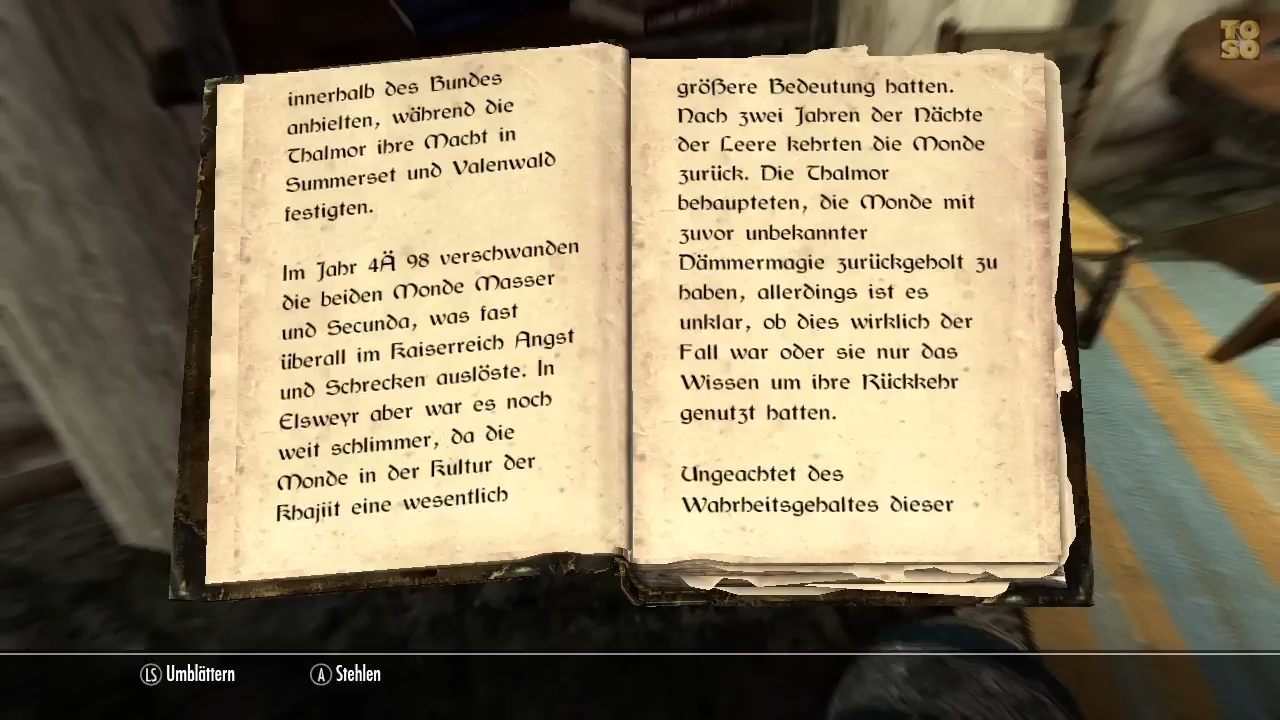 innerhalb des Bundes
anhielten, während die
Thalmor ihre Macht in
Summerset und Valenwald
festigten.
Im Jahr 4Ä 98 verschwanden
die beiden Monde Masser
und Secunda, was fast
überall im Kaiserreich Angst
und Schrecken auslöste. In
Elsweyr aber war es noch
weit schlimmer, da die
Monde in der Kultur der
Khajiit eine wesentlich
größere Bedeutung hatten.
Nach zwei Jahren der Nächte
der Leere kehrten die Monde
zurück. Die Thalmor
behaupteten, die Monde mit
zuvor unbekannter
Dämmermagie zurückgeholt zu
haben, allerdings ist es
unklar, ob dies wirklich der
Fall war oder sie nur das
Wissen um ihre Rückkehr
genutzt hatten.
Ungeachtet des
Wahrheitsgehaltes dieser
TO
SO
LS Umblättern
A Stehlen